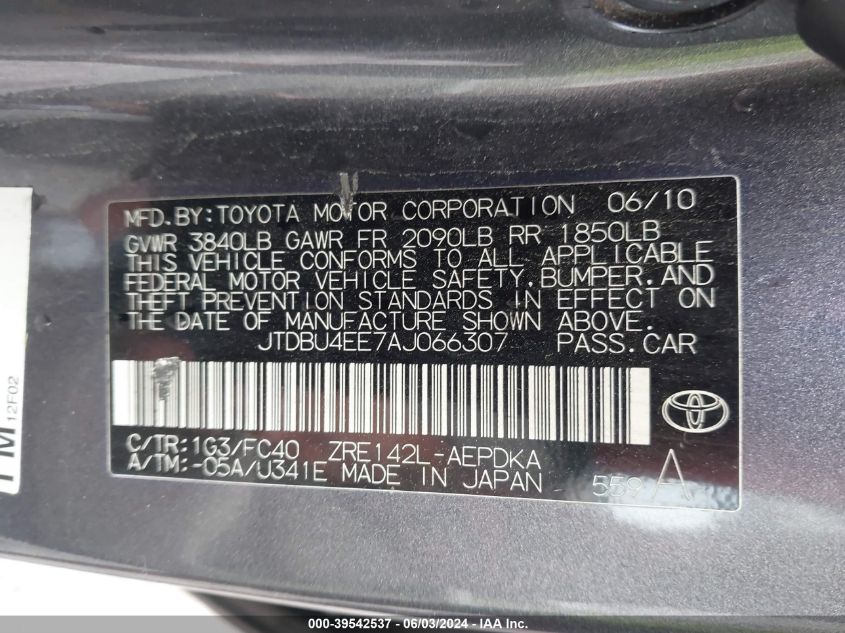 MFD.BY:TOYOTA MOTOR CORPORATION 06/10
GVWR 3840LB GAWR FR 2090LB RR 1850LB
THIS VEHICLE CONFORMS TO ALL APPLICABLE
FEDERAL MOTOR VEHICLE SAFETY, BUMPER, AND
THEFT PREVENTION STANDARDS IN EFFECT ON
THE DATE OF MANUFACTURE SHOWN ABOVE.
JTDBU4EE7AJ066307 PASS.CAR
C/TR:1G3/FC40 ZRE142L-AEPDKA
A/TM:-05A/U341E MADE IN JAPAN 559 A
12F02
000-39542537 - 06/03/2024 - IAA Inc.